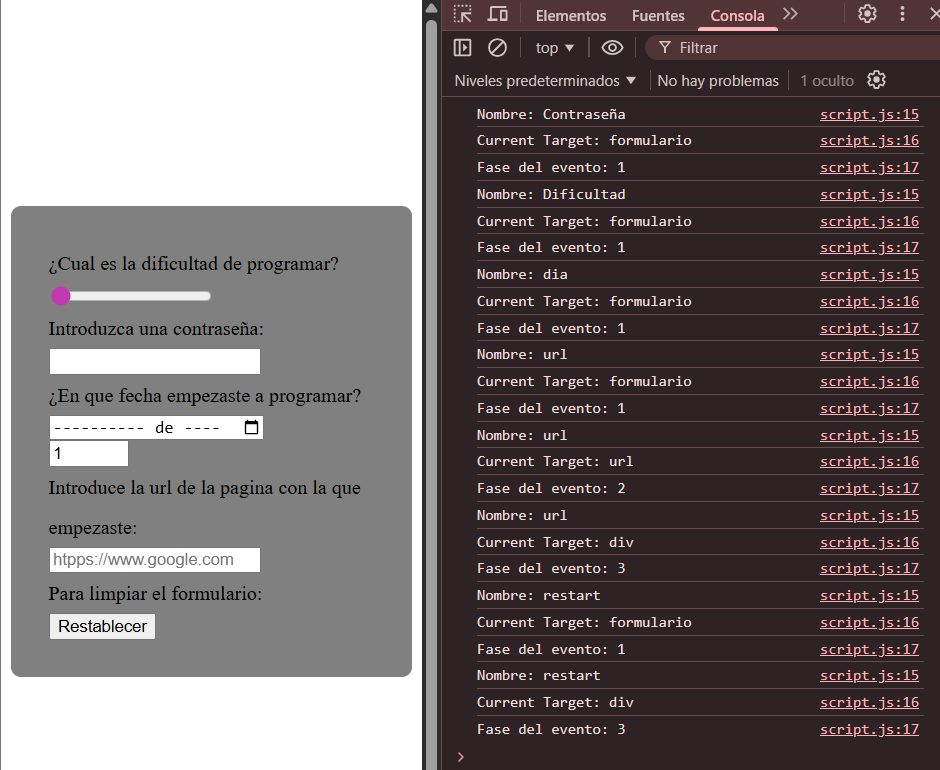 ¿Cual es la dificultad de programar?
Introduzca una contraseña:
¿En que fecha empezaste a programar?
---------- de ----
1
Introduce la url de la pagina con la que
empezaste:
htpps://www.google.com
Para limpiar el formulario:
Restablecer
Elementos Fuentes Consola
top Filtrar
Niveles predeterminados No hay problemas 1 oculto
Nombre: Contraseña script.js:15
Current Target: formulario script.js:16
Fase del evento: 1 script.js:17
Nombre: Dificultad script.js:15
Current Target: formulario script.js:16
Fase del evento: 1 script.js:17
Nombre: dia script.js:15
Current Target: formulario script.js:16
Fase del evento: 1 script.js:17
Nombre: url script.js:15
Current Target: formulario script.js:16
Fase del evento: 1 script.js:17
Nombre: url script.js:15
Current Target: url script.js:16
Fase del evento: 2 script.js:17
Nombre: url script.js:15
Current Target: div script.js:16
Fase del evento: 3 script.js:17
Nombre: restart script.js:15
Current Target: formulario script.js:16
Fase del evento: 1 script.js:17
Nombre: restart script.js:15
Current Target: div script.js:16
Fase del evento: 3 script.js:17